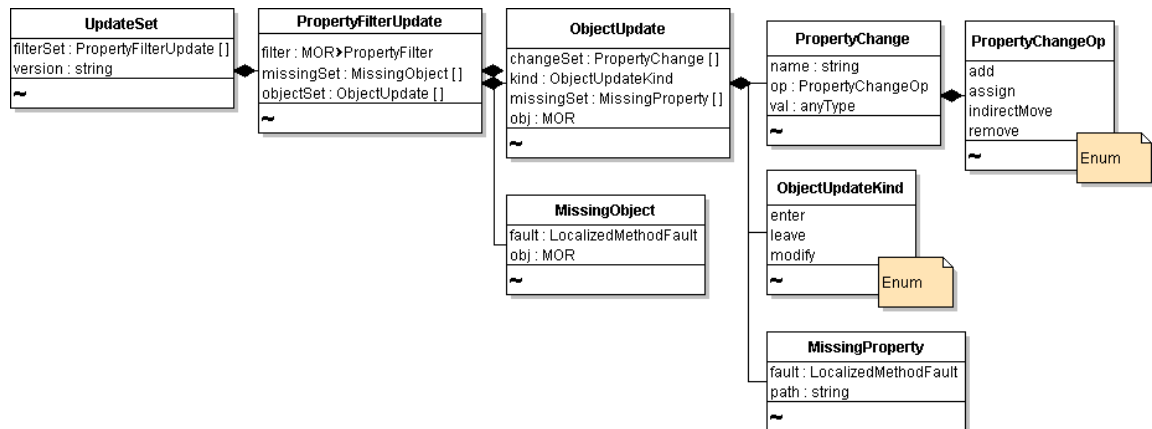 UpdateSet
filterSet : PropertyFilterUpdate [ ]
version : string
~
PropertyFilterUpdate
filter : MOR>PropertyFilter
missingSet : MissingObject [ ]
objectSet : ObjectUpdate [ ]
~
ObjectUpdate
changeSet : PropertyChange [ ]
kind : ObjectUpdateKind
missingSet : MissingProperty [ ]
obj : MOR
~
PropertyChange
name : string
op : PropertyChangeOp
val : anyType
~
PropertyChangeOp
add
assign
indirectMove
remove
~
Enum
MissingObject
fault : LocalizedMethodFault
obj : MOR
~
ObjectUpdateKind
enter
leave
modify
~
Enum
MissingProperty
fault : LocalizedMethodFault
path : string
~